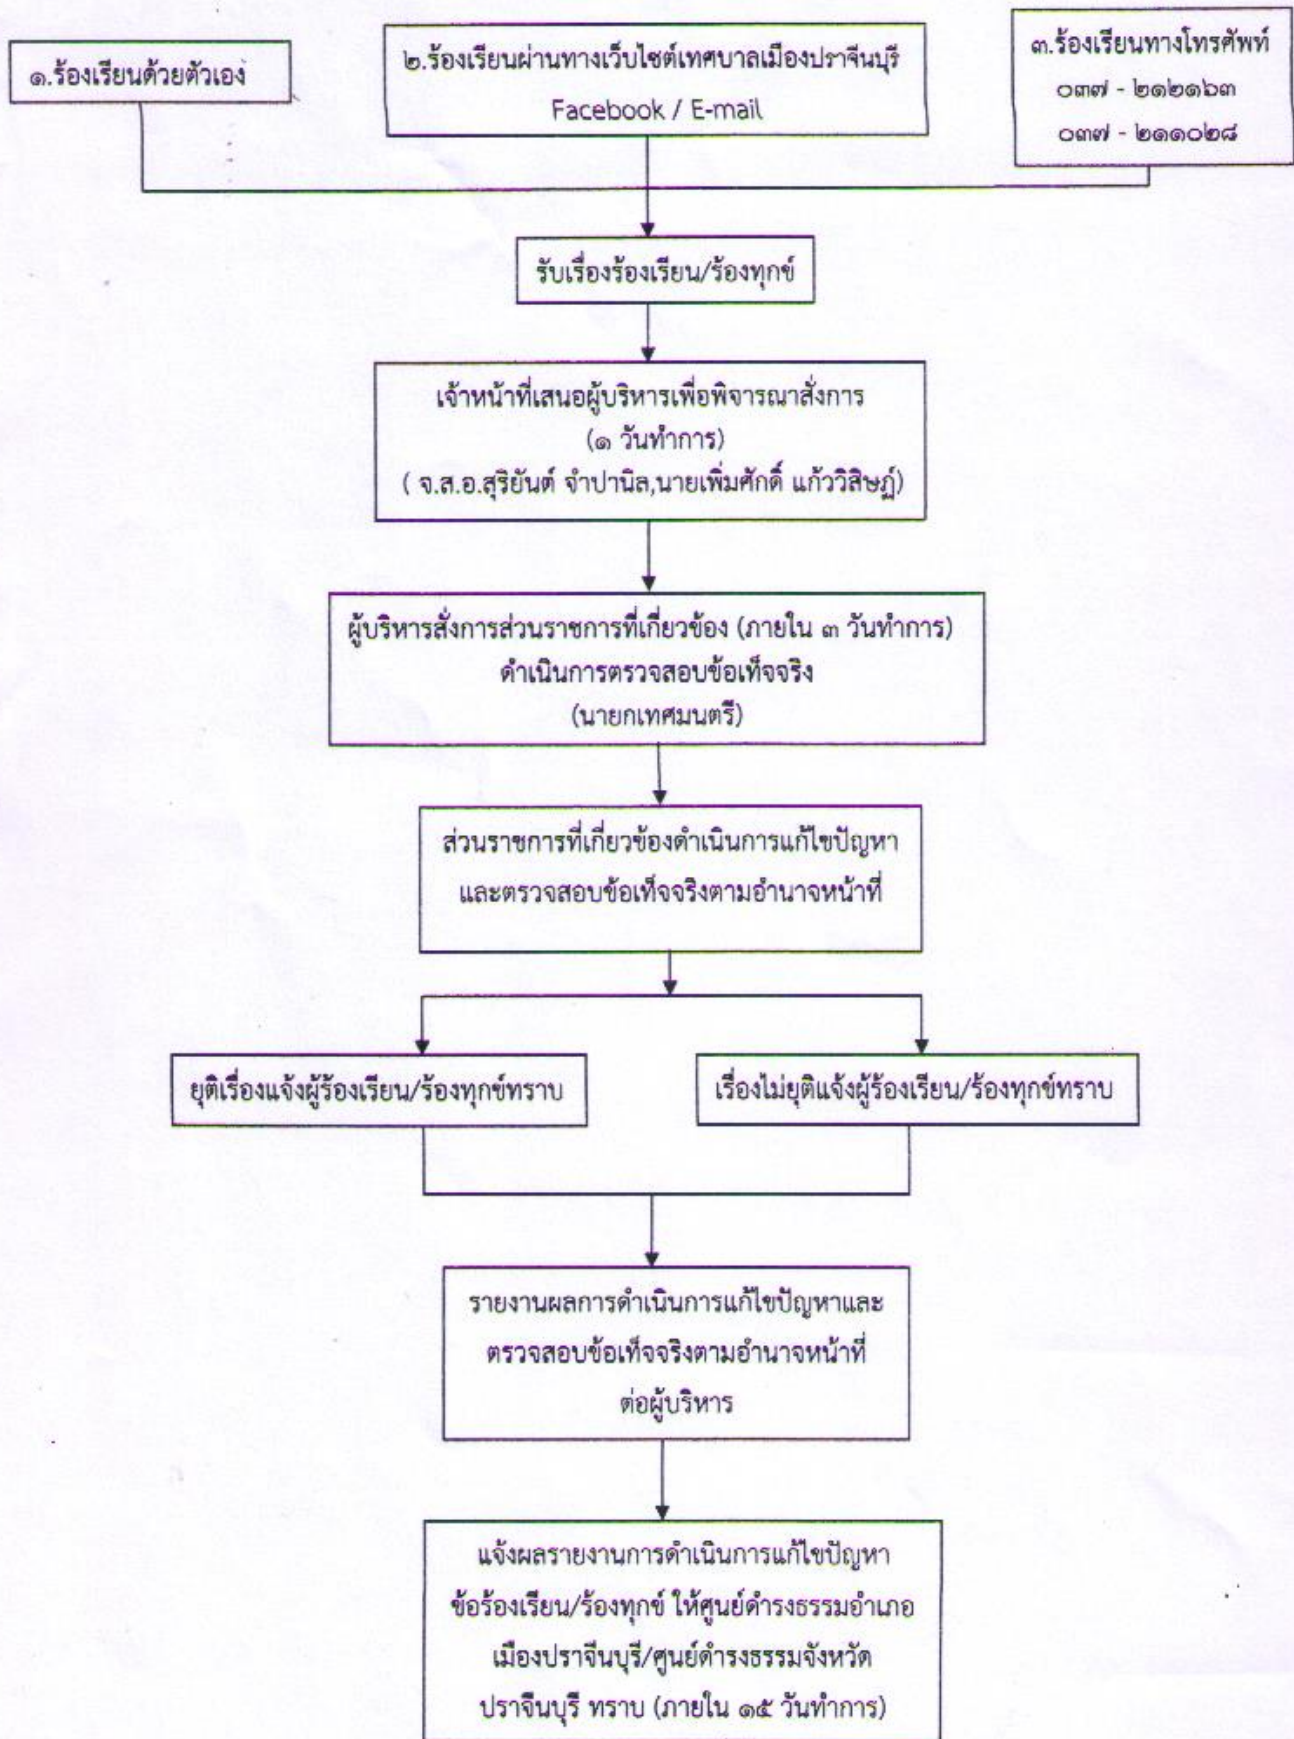 ๑.ร้องเรียนด้วยตัวเอง
๒.ร้องเรียนผ่านทางเว็บไซต์เทศบาลเมืองปราจีนบุรี
Facebook / E-mail
๓.ร้องเรียนทางโทรศัพท์
๐๓๗ - ๒๑๒๑๖๓
๐๓๗ - ๒๑๑๐๒๘
รับเรื่องร้องเรียน/ร้องทุกข์
เจ้าหน้าที่เสนอผู้บริหารเพื่อพิจารณาสั่งการ
(๑ วันทำการ)
( จ.ส.อ.สุริยันต์ จำปานิล,นายเพิ่มศักดิ์ แก้ววิสิษฏ์)
ผู้บริหารสั่งการส่วนราชการที่เกี่ยวข้อง (ภายใน ๓ วันทำการ)
ดำเนินการตรวจสอบข้อเท็จจริง
(นายกเทศมนตรี)
ส่วนราชการที่เกี่ยวข้องดำเนินการแก้ไขปัญหา
และตรวจสอบข้อเท็จจริงตามอำนาจหน้าที่
ยุติเรื่องแจ้งผู้ร้องเรียน/ร้องทุกข์ทราบ
เรื่องไม่ยุติแจ้งผู้ร้องเรียน/ร้องทุกข์ทราบ
รายงานผลการดำเนินการแก้ไขปัญหาและ
ตรวจสอบข้อเท็จจริงตามอำนาจหน้าที่
ต่อผู้บริหาร
แจ้งผลรายงานการดำเนินการแก้ไขปัญหา
ข้อร้องเรียน/ร้องทุกข์ ให้ศูนย์ดำรงธรรมอำเภอ
เมืองปราจีนบุรี/ศูนย์ดำรงธรรมจังหวัด
ปราจีนบุรี ทราบ (ภายใน ๑๕ วันทำการ)